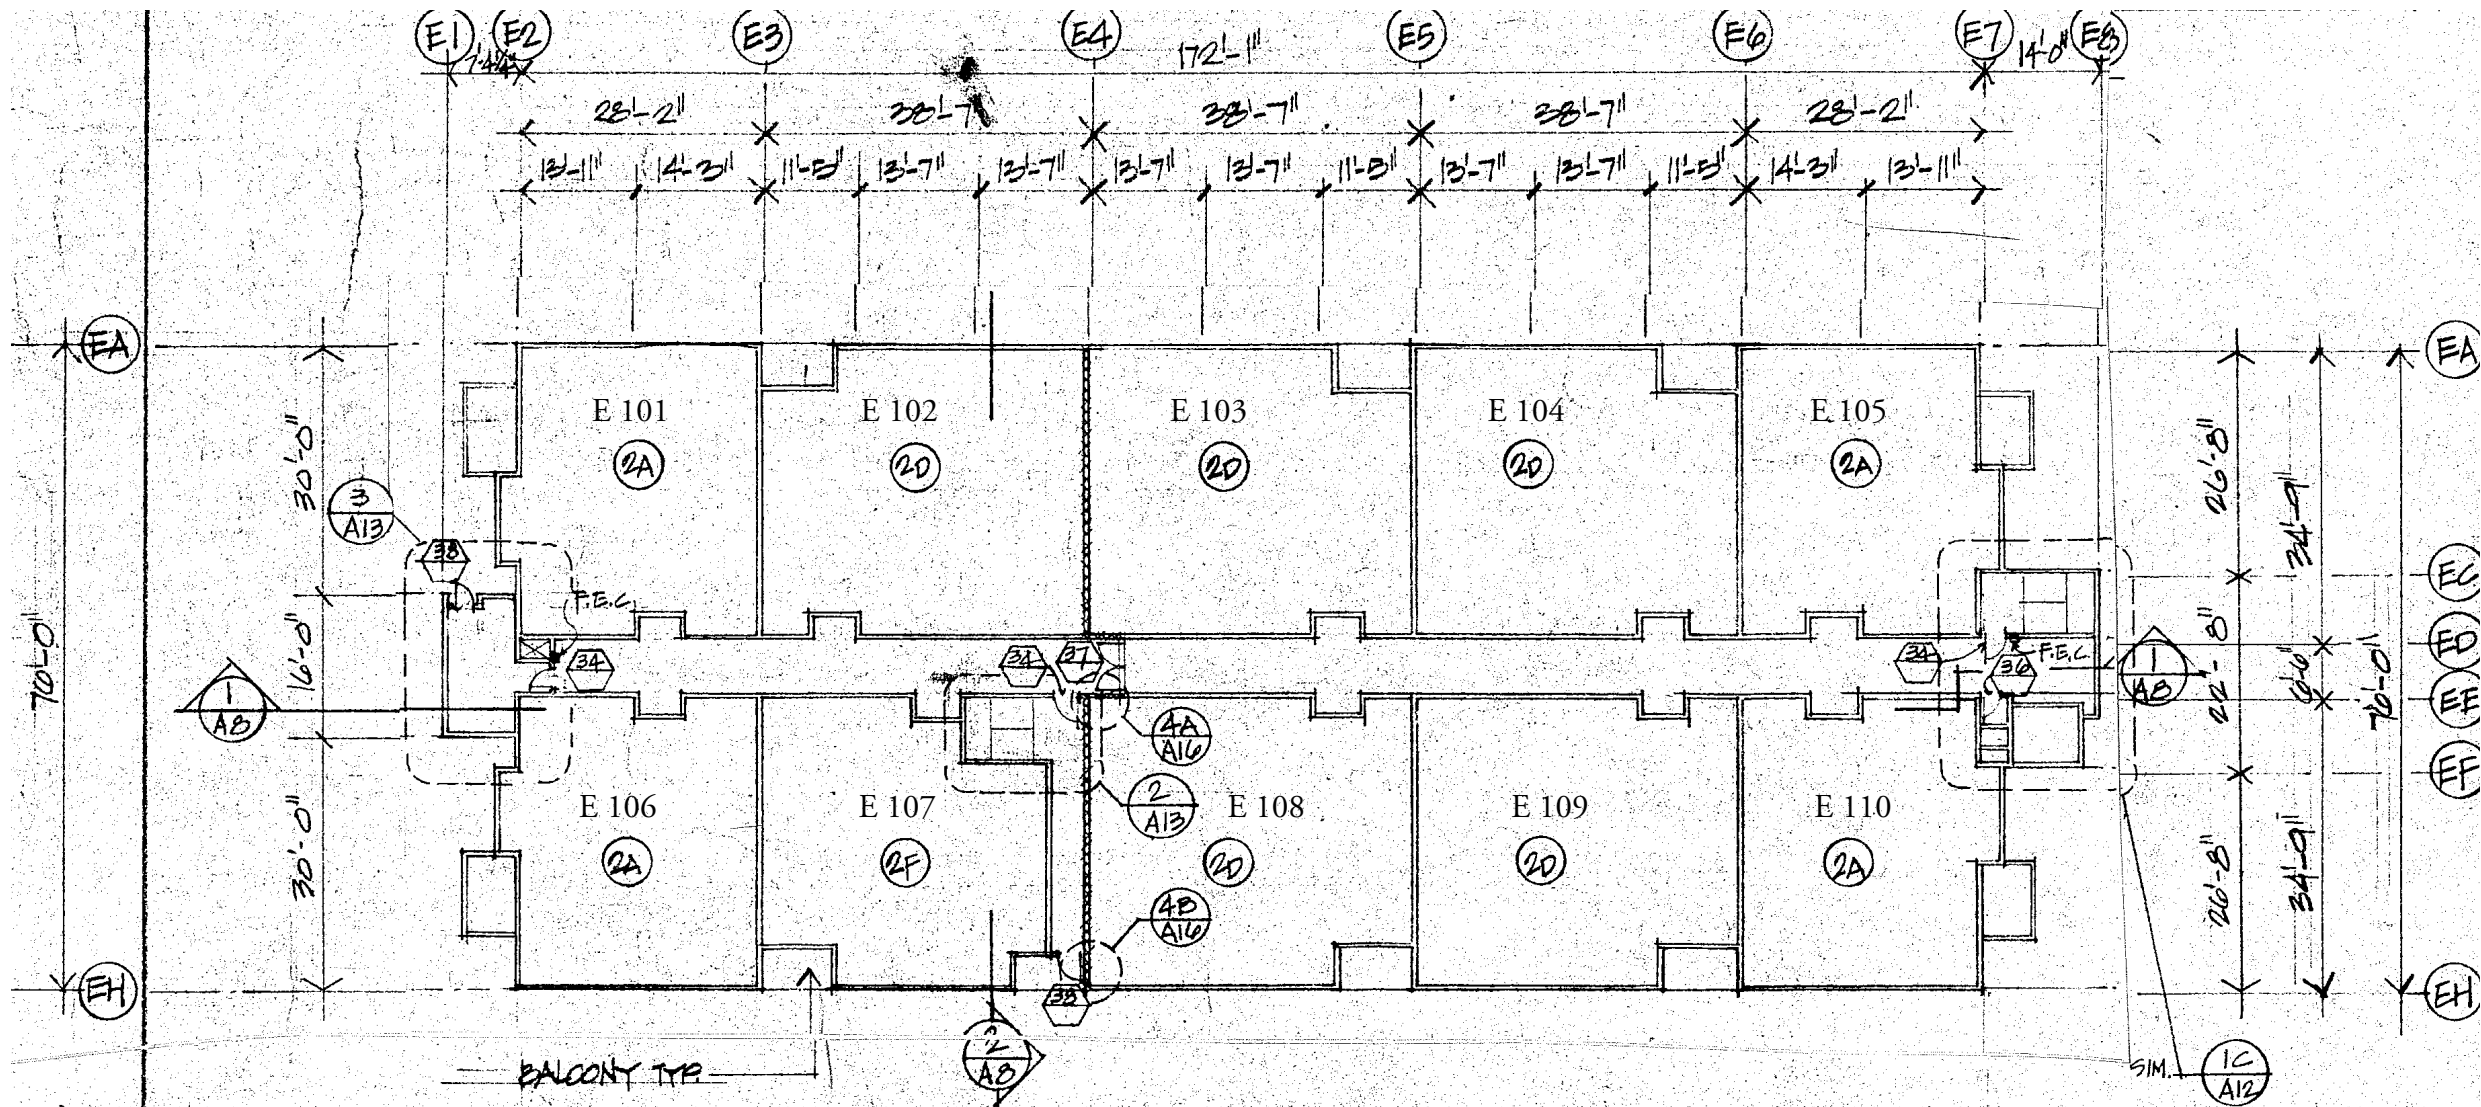 E1 E2 E3 E4 E5 E6 E7 E8
172'-1" 14'-0"
28'-2" 38'-7" 38'-7" 38'-7" 28'-2"
13'-11" 14'-3" 11'-5" 13'-7" 13'-7" 13'-7" 13'-7" 11'-5" 13'-7" 13'-7" 11'-5" 14'-3" 13'-11"
EA EA
E 101 E 102 E 103 E 104 E 105
2A 2D 2D 2D 2A
30'-0" 26'-8" 34'-9"
3
A13
38
EC
F.E.C.
76'-0" 16'-0" 22'-8" 6'-6" 76'-0"
ED
34 34 37 34 36 F.E.C.
1
A8
1
A8
EE
4A
A16
EF
2
A13
E 106 E 107 E 108 E 109 E 110
2A 2F 2D 2D 2A
30'-0" 26'-8" 34'-9"
4B
A16
38
EH EH
BALCONY TYP.
2
A8
SIM.
1C
A12